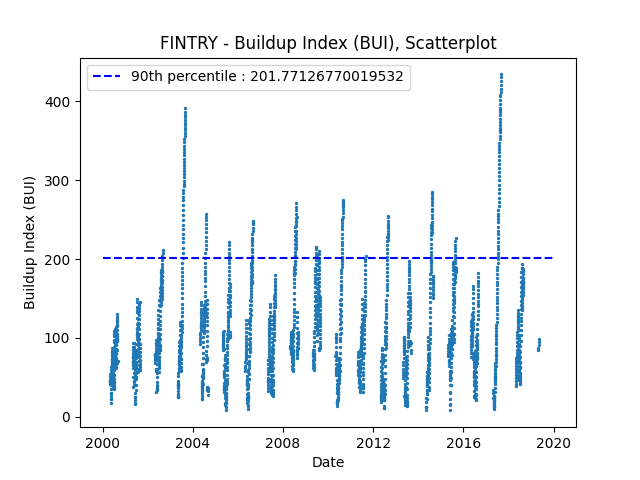 FINTRY - Buildup Index (BUI), Scatterplot
90th percentile : 201.77126770019532
400
300
200
100
0
Buildup Index (BUI)
2000 2004 2008 2012 2016 2020
Date